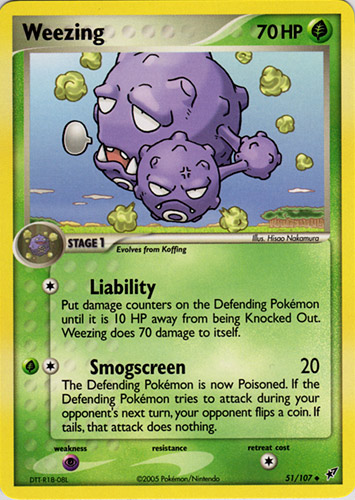 Weezing 70 HP
Illus. Hisao Nakamura
STAGE 1
Evolves from Koffing
Liability
Put damage counters on the Defending Pokémon
until it is 10 HP away from being Knocked Out.
Weezing does 70 damage to itself.
Smogscreen 20
The Defending Pokémon is now Poisoned. If the
Defending Pokémon tries to attack during your
opponent's next turn, your opponent flips a coin. If
tails, that attack does nothing.
weakness resistance retreat cost
DTT-R18-08L ©2005 Pokémon/Nintendo 51/107